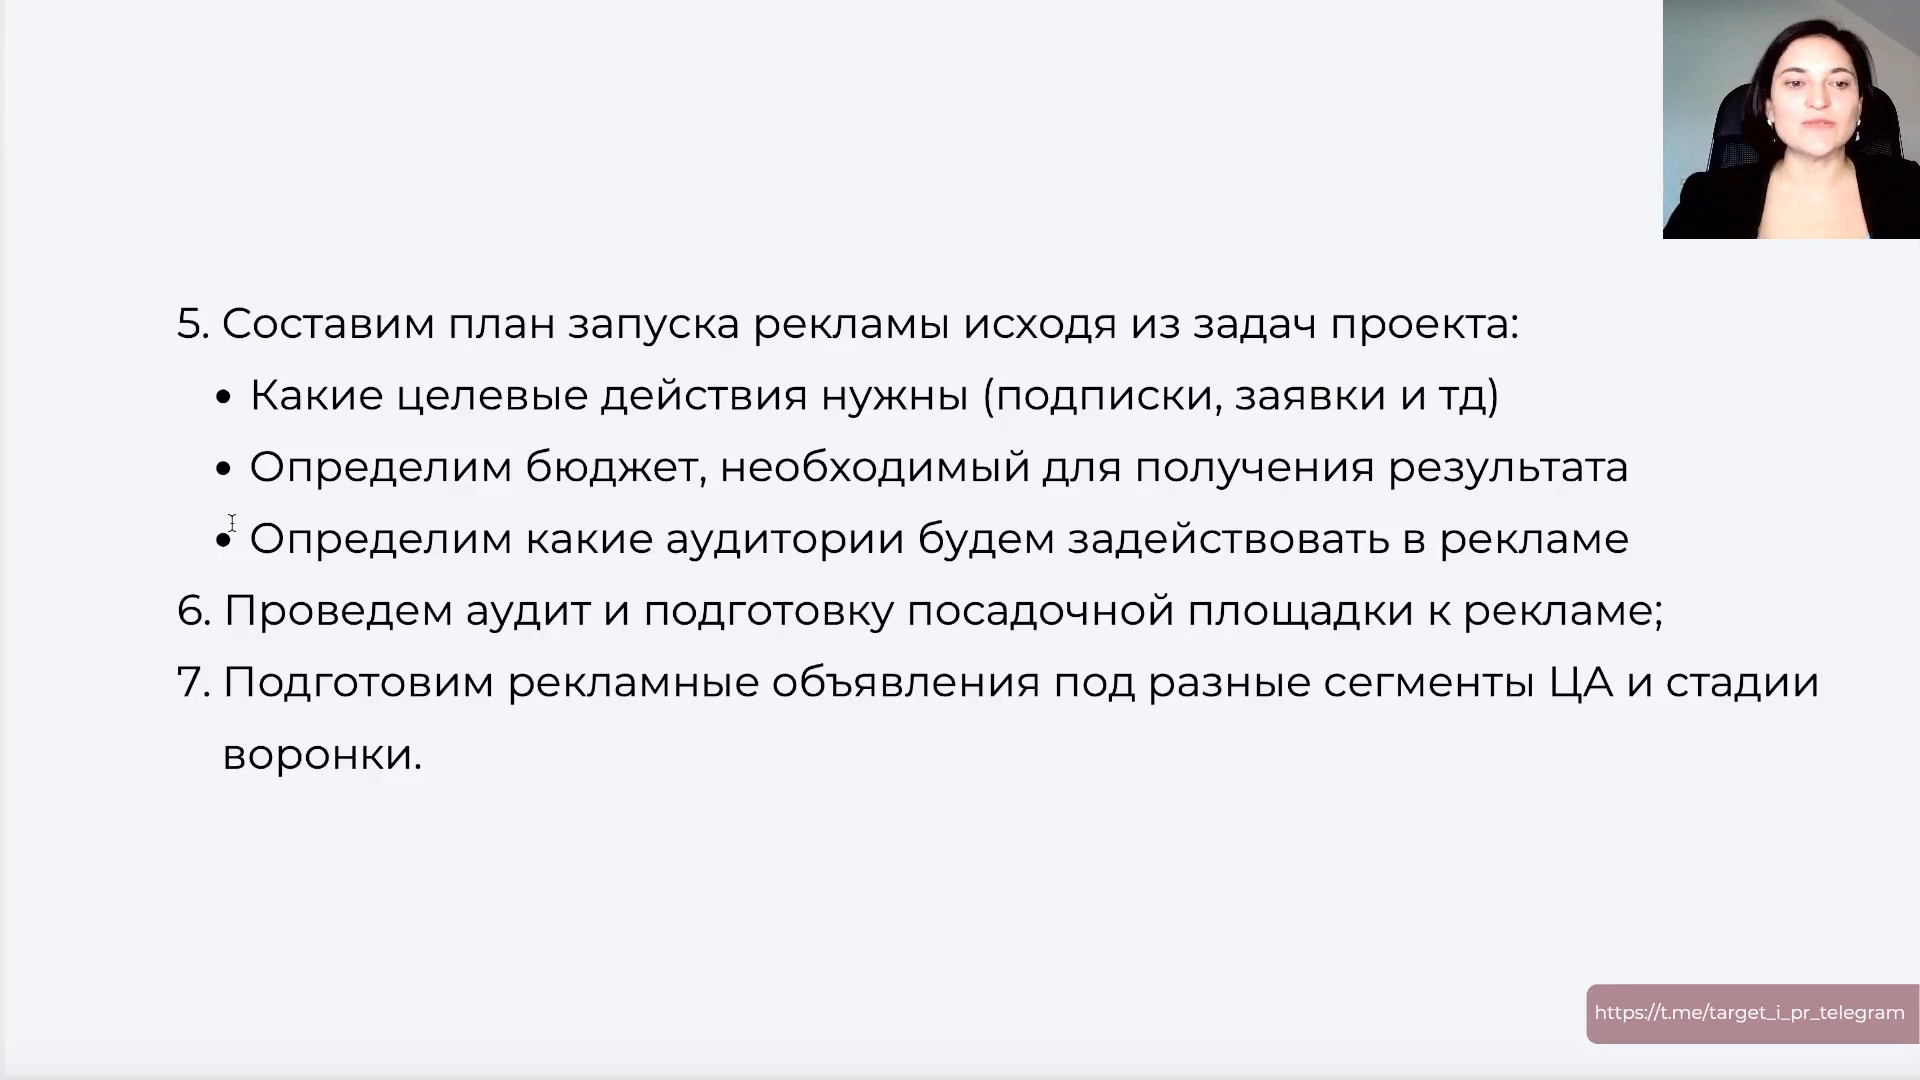 5. Составим план запуска рекламы исходя из задач проекта:
• Какие целевые действия нужны (подписки, заявки и тд)
• Определим бюджет, необходимый для получения результата
• Определим какие аудитории будем задействовать в рекламе
6. Проведем аудит и подготовку посадочной площадки к рекламе;
7. Подготовим рекламные объявления под разные сегменты ЦА и стадии
воронки.
https://t.me/target_i_pr_telegram